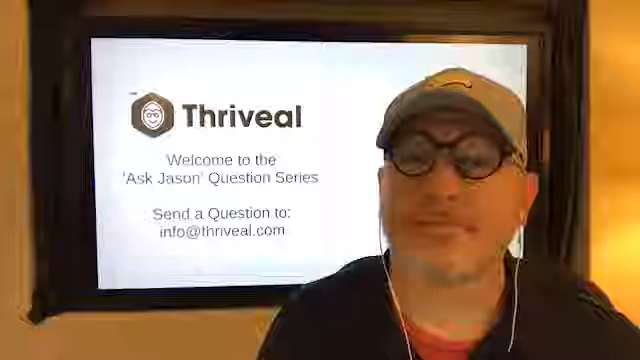 Thriveal
Welcome to the
'Ask Jason' Question Series
Send a Question to:
info@thriveal.com